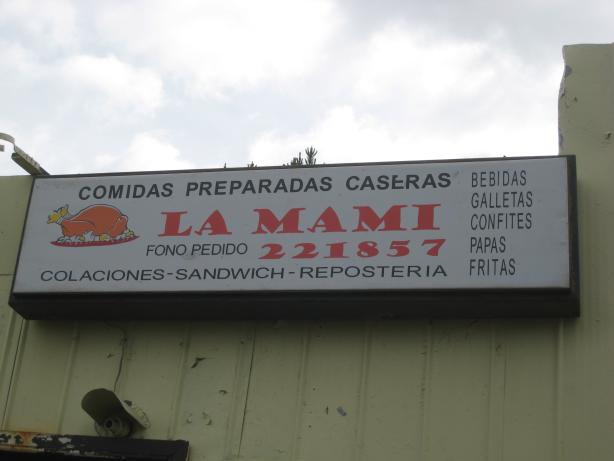 COMIDAS PREPARADAS CASERAS
LA MAMI
FONO PEDIDO 221857
COLACIONES-SANDWICH-REPOSTERIA
BEBIDAS
GALLETAS
CONFITES
PAPAS
FRITAS